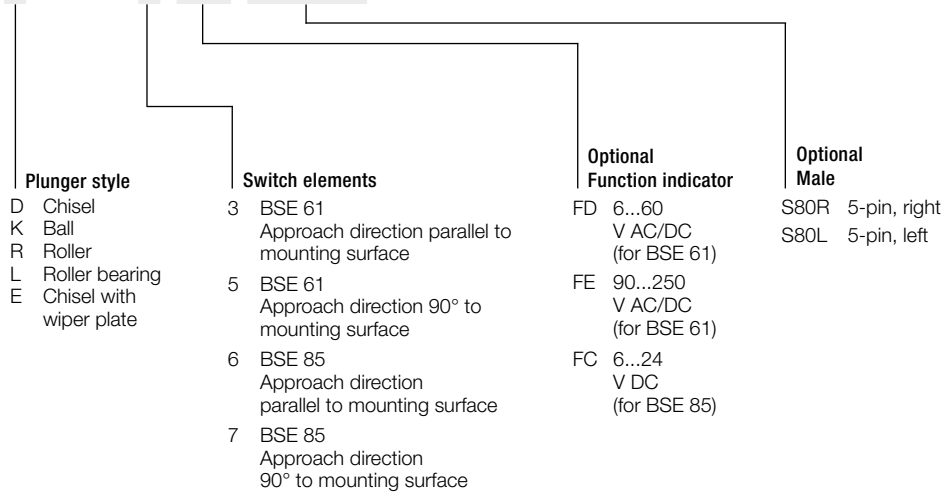 Plunger style
D Chisel
K Ball
R Roller
L Roller bearing
E Chisel with
wiper plate
Switch elements
3 BSE 61
Approach direction parallel to
mounting surface
5 BSE 61
Approach direction 90° to
mounting surface
6 BSE 85
Approach direction
parallel to mounting surface
7 BSE 85
Approach direction
90° to mounting surface
Optional
Function indicator
FD 6...60
V AC/DC
(for BSE 61)
FE 90...250
V AC/DC
(for BSE 61)
FC 6...24
V DC
(for BSE 85)
Optional
Male
S80R 5-pin, right
S80L 5-pin, left